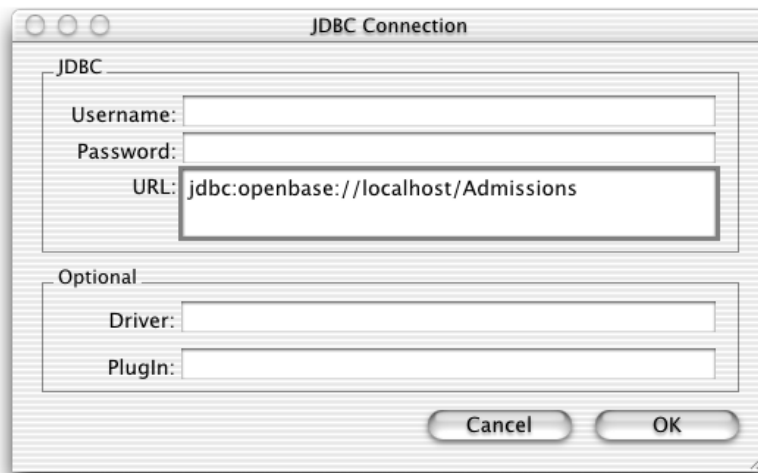 JDBC Connection
JDBC
Username:
Password:
URL: jdbc:openbase://localhost/Admissions
Optional
Driver:
PlugIn:
Cancel OK